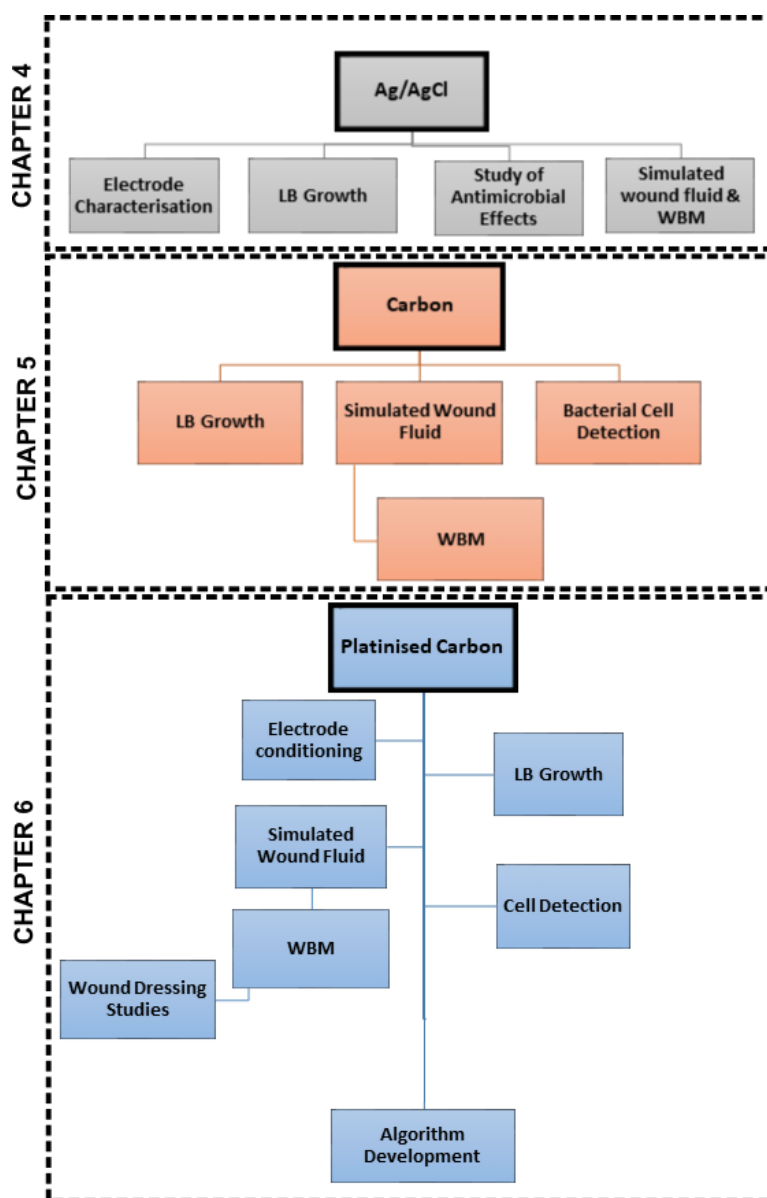 CHAPTER 4
Ag/AgCl
Electrode
Characterisation
LB Growth
Study of
Antimicrobial
Effects
Simulated
wound fluid &
WBM
CHAPTER 5
Carbon
LB Growth
Simulated Wound
Fluid
Bacterial Cell
Detection
WBM
CHAPTER 6
Platinised Carbon
Electrode
conditioning
LB Growth
Simulated
Wound Fluid
Cell Detection
WBM
Wound Dressing
Studies
Algorithm
Development